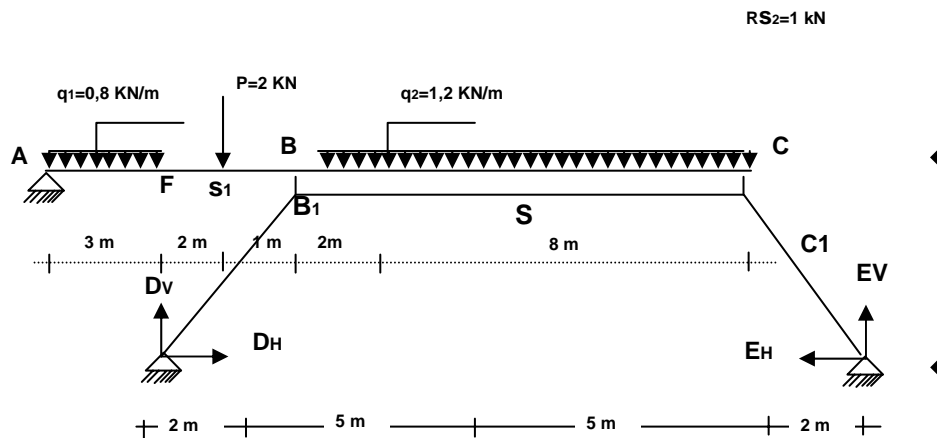 RS2=1 kN
P=2 KN
q1=0,8 KN/m
q2=1,2 KN/m
A
B
C
F
S1
B1
S
3 m
2 m
1 m
2m
8 m
C1
DV
EV
DH
EH
2 m
5 m
5 m
2 m